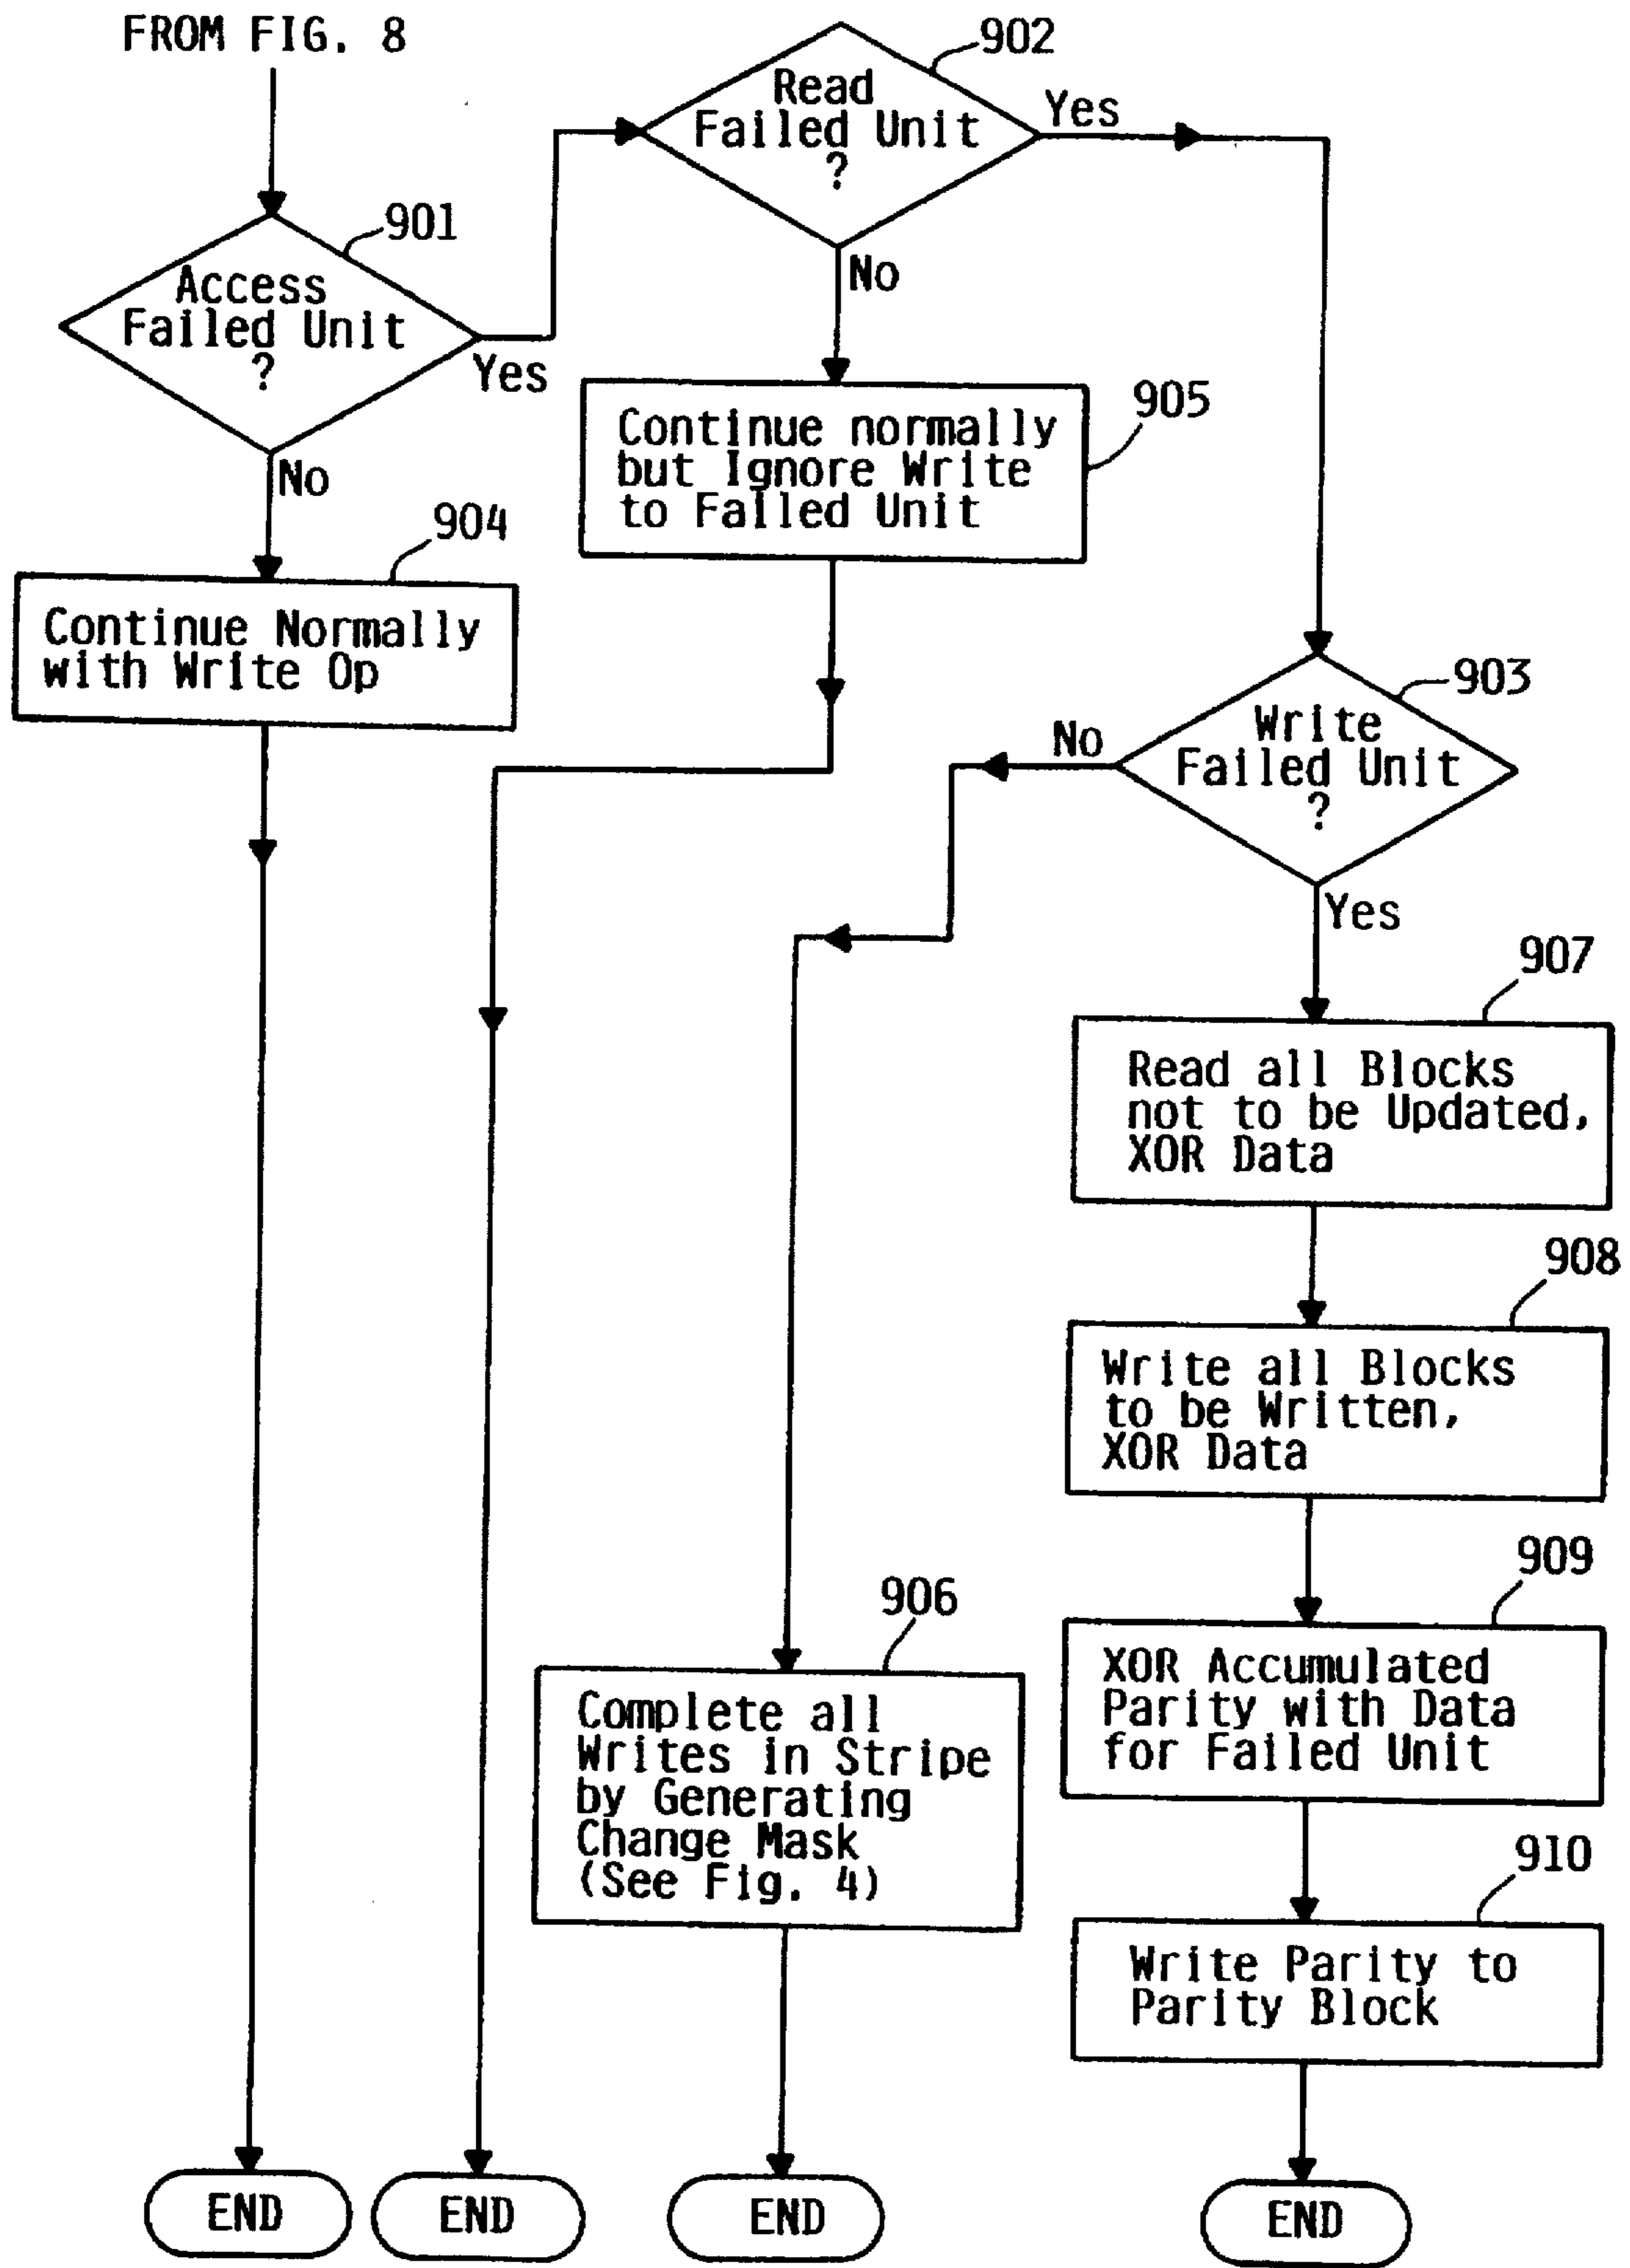 FROM FIG. 8
902
Read
Failed Unit
?
Yes
No
901
Access
Failed Unit
?
Yes
No
905
Continue normally
but Ignore Write
to Failed Unit
904
Continue Normally
with Write Op
903
Write
Failed Unit
?
No
Yes
907
Read all Blocks
not to be Updated,
XOR Data
908
Write all Blocks
to be Written,
XOR Data
909
XOR Accumulated
Parity with Data
for Failed Unit
906
Complete all
Writes in Stripe
by Generating
Change Mask
(See Fig. 4)
910
Write Parity to
Parity Block
END
END
END
END